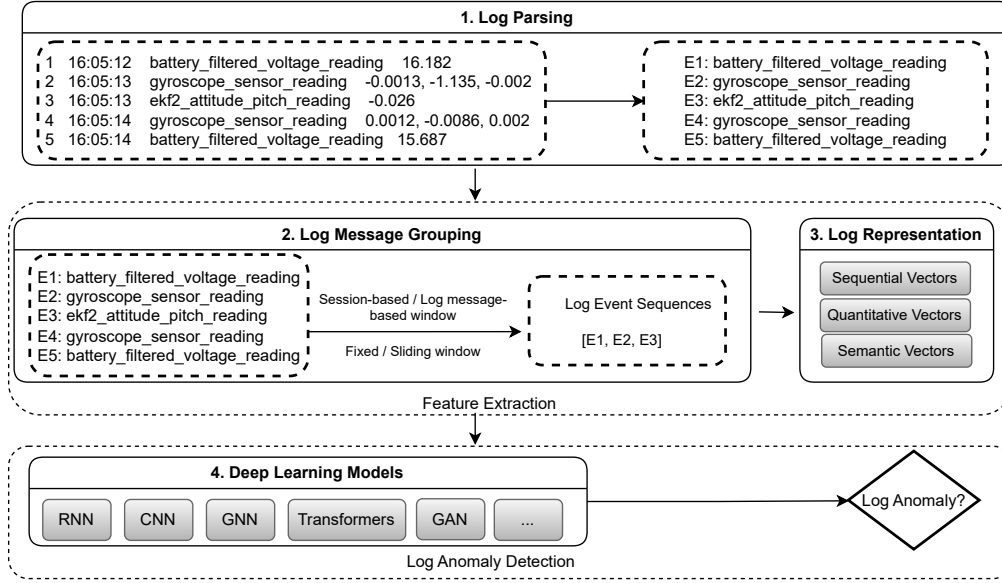 1. Log Parsing
1 16:05:12 battery_filtered_voltage_reading 16.182
2 16:05:13 gyroscope_sensor_reading -0.0013, -1.135, -0.002
3 16:05:13 ekf2_attitude_pitch_reading -0.026
4 16:05:14 gyroscope_sensor_reading 0.0012, -0.0086, 0.002
5 16:05:14 battery_filtered_voltage_reading 15.687
E1: battery_filtered_voltage_reading
E2: gyroscope_sensor_reading
E3: ekf2_attitude_pitch_reading
E4: gyroscope_sensor_reading
E5: battery_filtered_voltage_reading
2. Log Message Grouping
E1: battery_filtered_voltage_reading
E2: gyroscope_sensor_reading
E3: ekf2_attitude_pitch_reading
E4: gyroscope_sensor_reading
E5: battery_filtered_voltage_reading
Session-based / Log message-
based window
Fixed / Sliding window
Log Event Sequences
[E1, E2, E3]
3. Log Representation
Sequential Vectors
Quantitative Vectors
Semantic Vectors
Feature Extraction
4. Deep Learning Models
RNN
CNN
GNN
Transformers
GAN
...
Log Anomaly?
Log Anomaly Detection